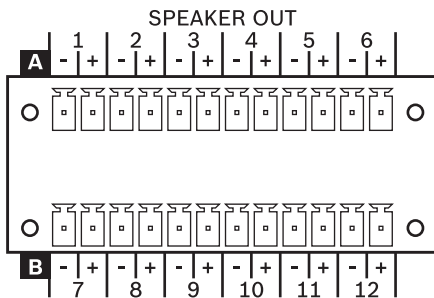 SPEAKER OUT
1 2 3 4 5 6
A - + - + - + - + - + - +
B - + - + - + - + - + - +
7 8 9 10 11 12